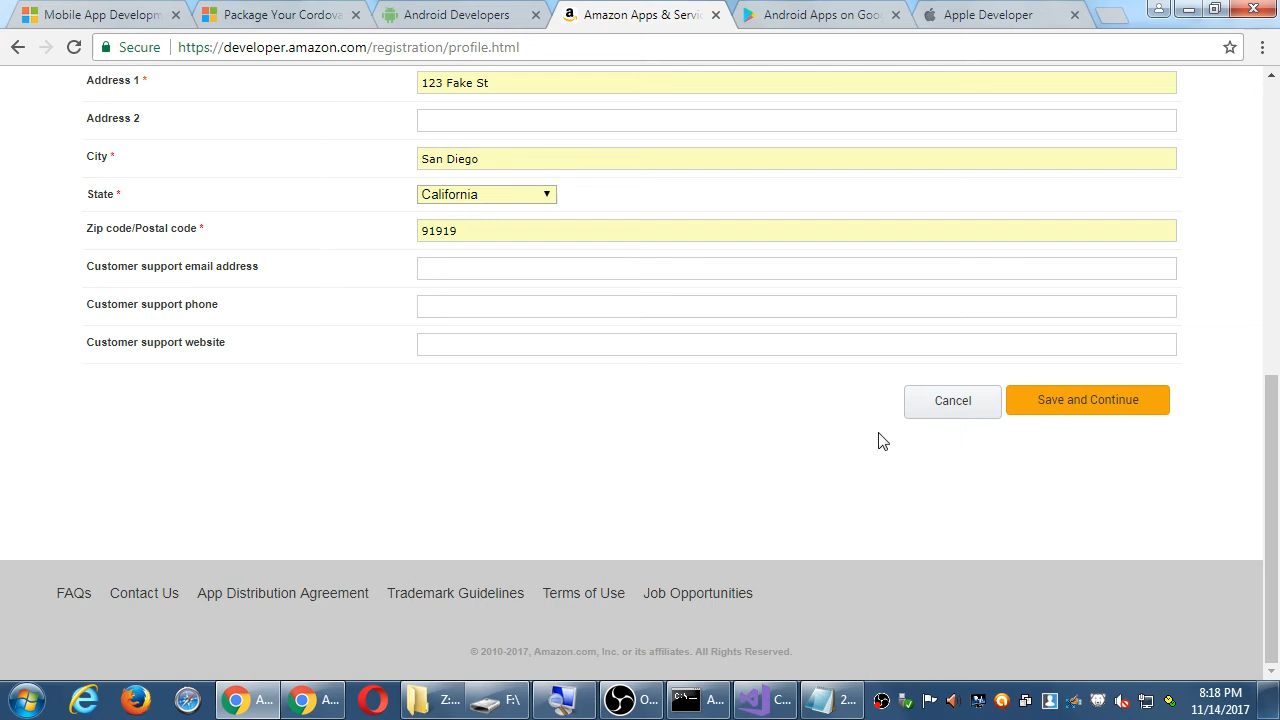 Mobile App Developm
Package Your Cordova
Android Developers
Amazon Apps & Servic
Android Apps on Goo
Apple Developer
Secure
https://developer.amazon.com/registration/profile.html
Address 1 *
123 Fake St
Address 2
City *
San Diego
State *
California
Zip code/Postal code *
91919
Customer support email address
Customer support phone
Customer support website
Cancel
Save and Continue
FAQs Contact Us App Distribution Agreement Trademark Guidelines Terms of Use Job Opportunities
© 2010-2017, Amazon.com, Inc. or its affiliates. All Rights Reserved.
A...
A...
Z:...
F:\
O...
A...
C...
2...
8:18 PM
11/14/2017